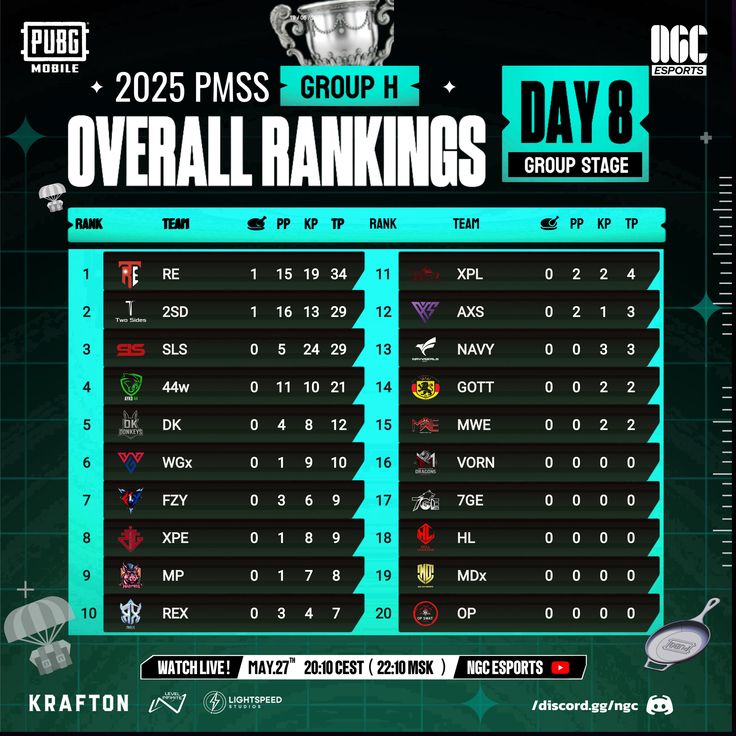 PUBG
MOBILE
NGC
ESPORTS
2025 PMSS GROUP H
OVERALL RANKINGS
DAY 8
GROUP STAGE
RANK TEAM PP KP TP RANK TEAM PP KP TP
1 RE 1 15 19 34 11 XPL 0 2 2 4
2 Two Sides 2SD 1 16 13 29 12 AXS 0 2 1 3
3 SLS 0 5 24 29 13 NAVY 0 0 3 3
4 44w 0 11 10 21 14 GOTT 0 0 2 2
5 DK DONKEYS DK 0 4 8 12 15 MWE 0 0 2 2
6 WGx 0 1 9 10 16 DRAGONS VORN 0 0 0 0
7 FZY 0 3 6 9 17 7GE 7GE 0 0 0 0
8 XPE 0 1 8 9 18 HL HL 0 0 0 0
9 MP 0 1 7 8 19 MDx 0 0 0 0
10 REX 0 3 4 7 20 OP SWAT OP 0 0 0 0
WATCH LIVE! MAY.27TH 20:10 CEST ( 22:10 MSK ) NGC ESPORTS
KRAFTON LEVEL INFINITE LIGHTSPEED STUDIOS /discord.gg/ngc